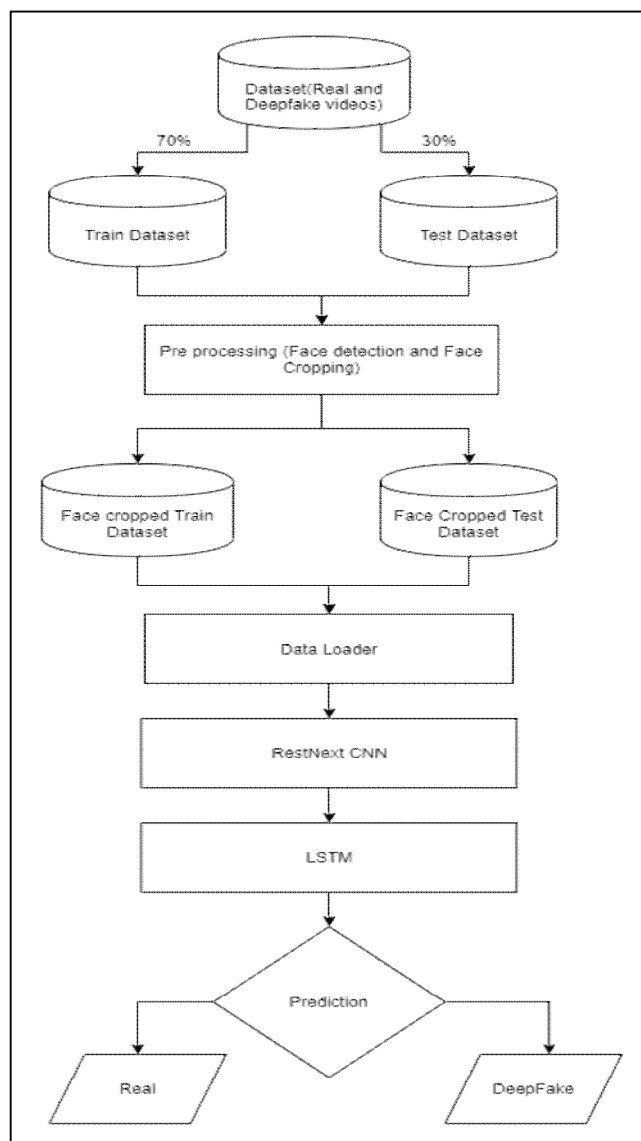 Dataset(Real and
Deepfake videos)
70%
30%
Train Dataset
Test Dataset
Pre processing (Face detection and Face
Cropping)
Face cropped Train
Dataset
Face Cropped Test
Dataset
Data Loader
RestNext CNN
LSTM
Prediction
Real
DeepFake